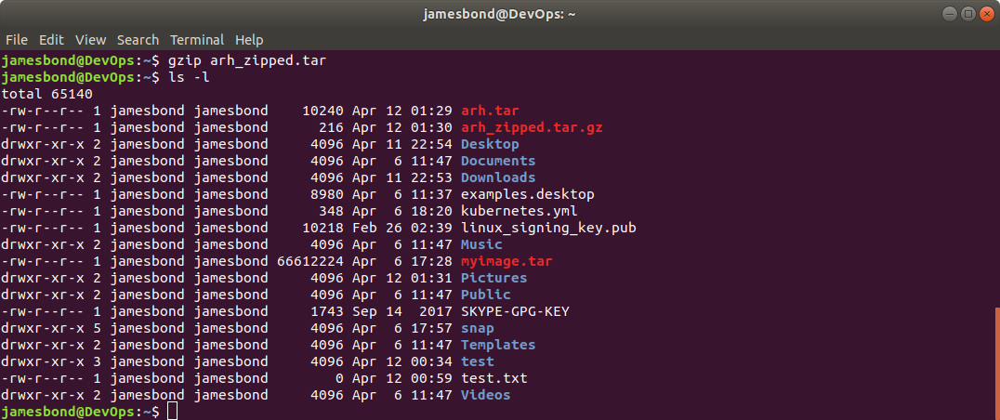 jamesbond@DevOps: ~
File Edit View Search Terminal Help
jamesbond@DevOps:~$ gzip arh_zipped.tar
jamesbond@DevOps:~$ ls -l
total 65140
-rw-r--r-- 1 jamesbond jamesbond    10240 Apr 12 01:29 arh.tar
-rw-r--r-- 1 jamesbond jamesbond      216 Apr 12 01:30 arh_zipped.tar.gz
drwxr-xr-x 2 jamesbond jamesbond     4096 Apr 11 22:54 Desktop
drwxr-xr-x 2 jamesbond jamesbond     4096 Apr  6 11:47 Documents
drwxr-xr-x 2 jamesbond jamesbond     4096 Apr 11 22:53 Downloads
-rw-r--r-- 1 jamesbond jamesbond     8980 Apr  6 11:37 examples.desktop
-rw-r--r-- 1 jamesbond jamesbond      348 Apr  6 18:20 kubernetes.yml
-rw-r--r-- 1 jamesbond jamesbond    10218 Feb 26 02:39 linux_signing_key.pub
drwxr-xr-x 2 jamesbond jamesbond     4096 Apr  6 11:47 Music
-rw-r--r-- 1 jamesbond jamesbond 66612224 Apr  6 17:28 myimage.tar
drwxr-xr-x 2 jamesbond jamesbond     4096 Apr 12 01:31 Pictures
drwxr-xr-x 2 jamesbond jamesbond     4096 Apr  6 11:47 Public
-rw-r--r-- 1 jamesbond jamesbond     1743 Sep 14  2017 SKYPE-GPG-KEY
drwxr-xr-x 5 jamesbond jamesbond     4096 Apr  6 17:57 snap
drwxr-xr-x 2 jamesbond jamesbond     4096 Apr  6 11:47 Templates
drwxr-xr-x 3 jamesbond jamesbond     4096 Apr 12 00:34 test
-rw-r--r-- 1 jamesbond jamesbond        0 Apr 12 00:59 test.txt
drwxr-xr-x 2 jamesbond jamesbond     4096 Apr  6 11:47 Videos
jamesbond@DevOps:~$